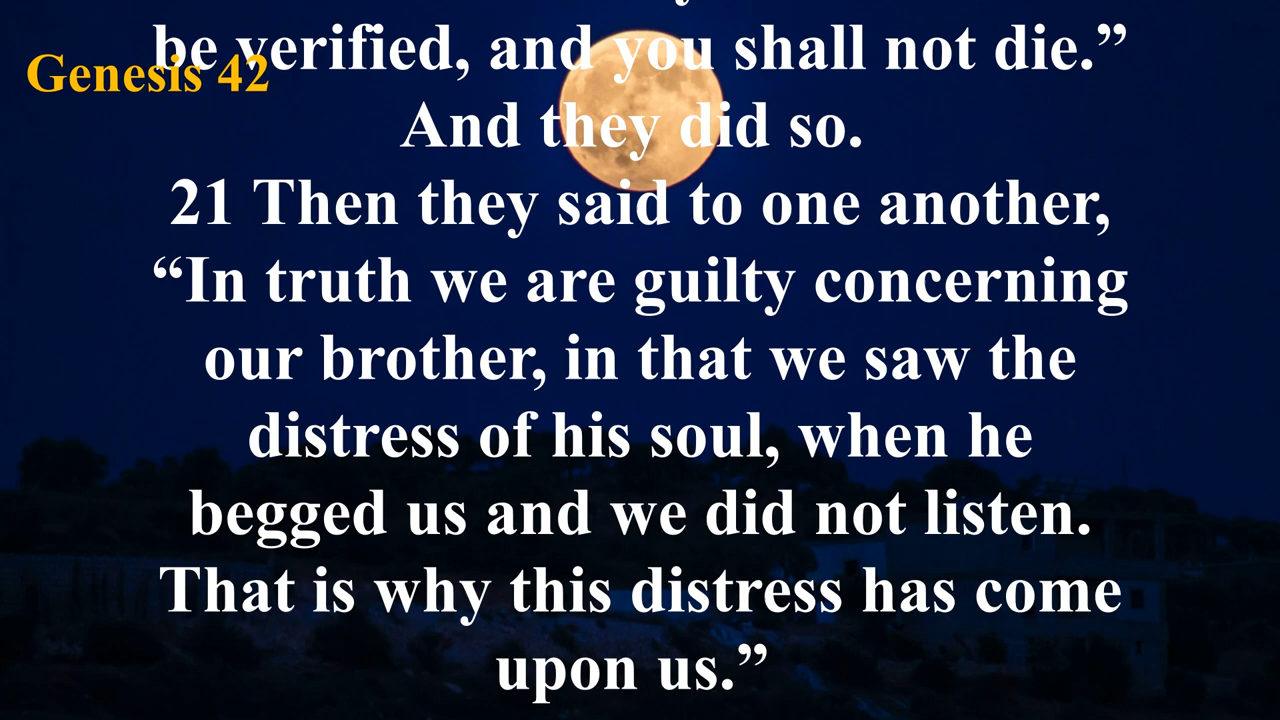 be verified, and you shall not die.”
Genesis 42
And they did so.
21 Then they said to one another,
“In truth we are guilty concerning
our brother, in that we saw the
distress of his soul, when he
begged us and we did not listen.
That is why this distress has come
upon us.”